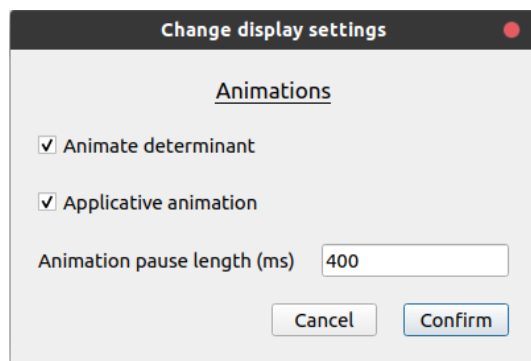 Change display settings
Animations
Animate determinant
Applicative animation
Animation pause length (ms) 400
Cancel Confirm